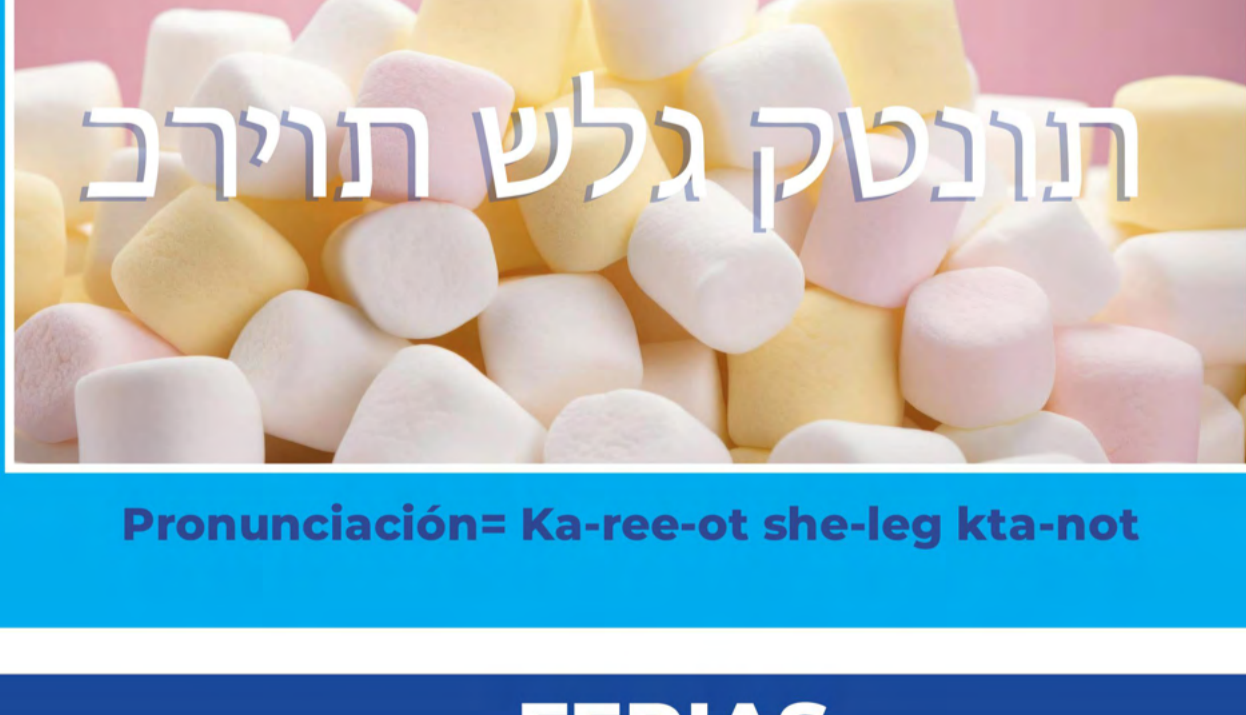 תונטק גלש תוירכ
Pronunciación= Ka-ree-ot she-leg kta-not